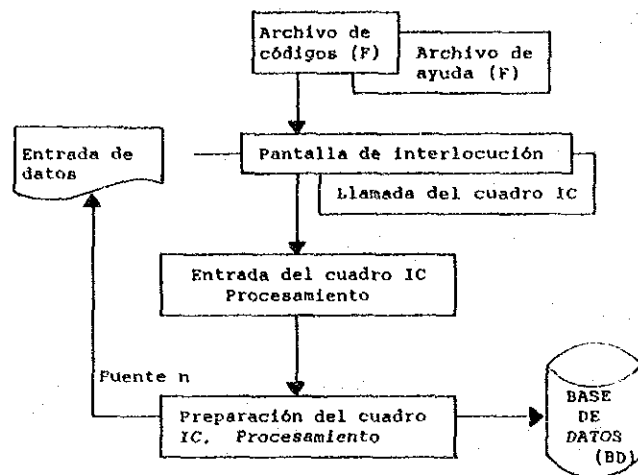 Archivo de
códigos (F)
Archivo de
ayuda (F)
Entrada de
datos
Pantalla de interlocución
Llamada del cuadro IC
Entrada del cuadro IC
Procesamiento
Fuente n
Preparación del cuadro
IC. Procesamiento
BASE
DE
DATOS
(BD)